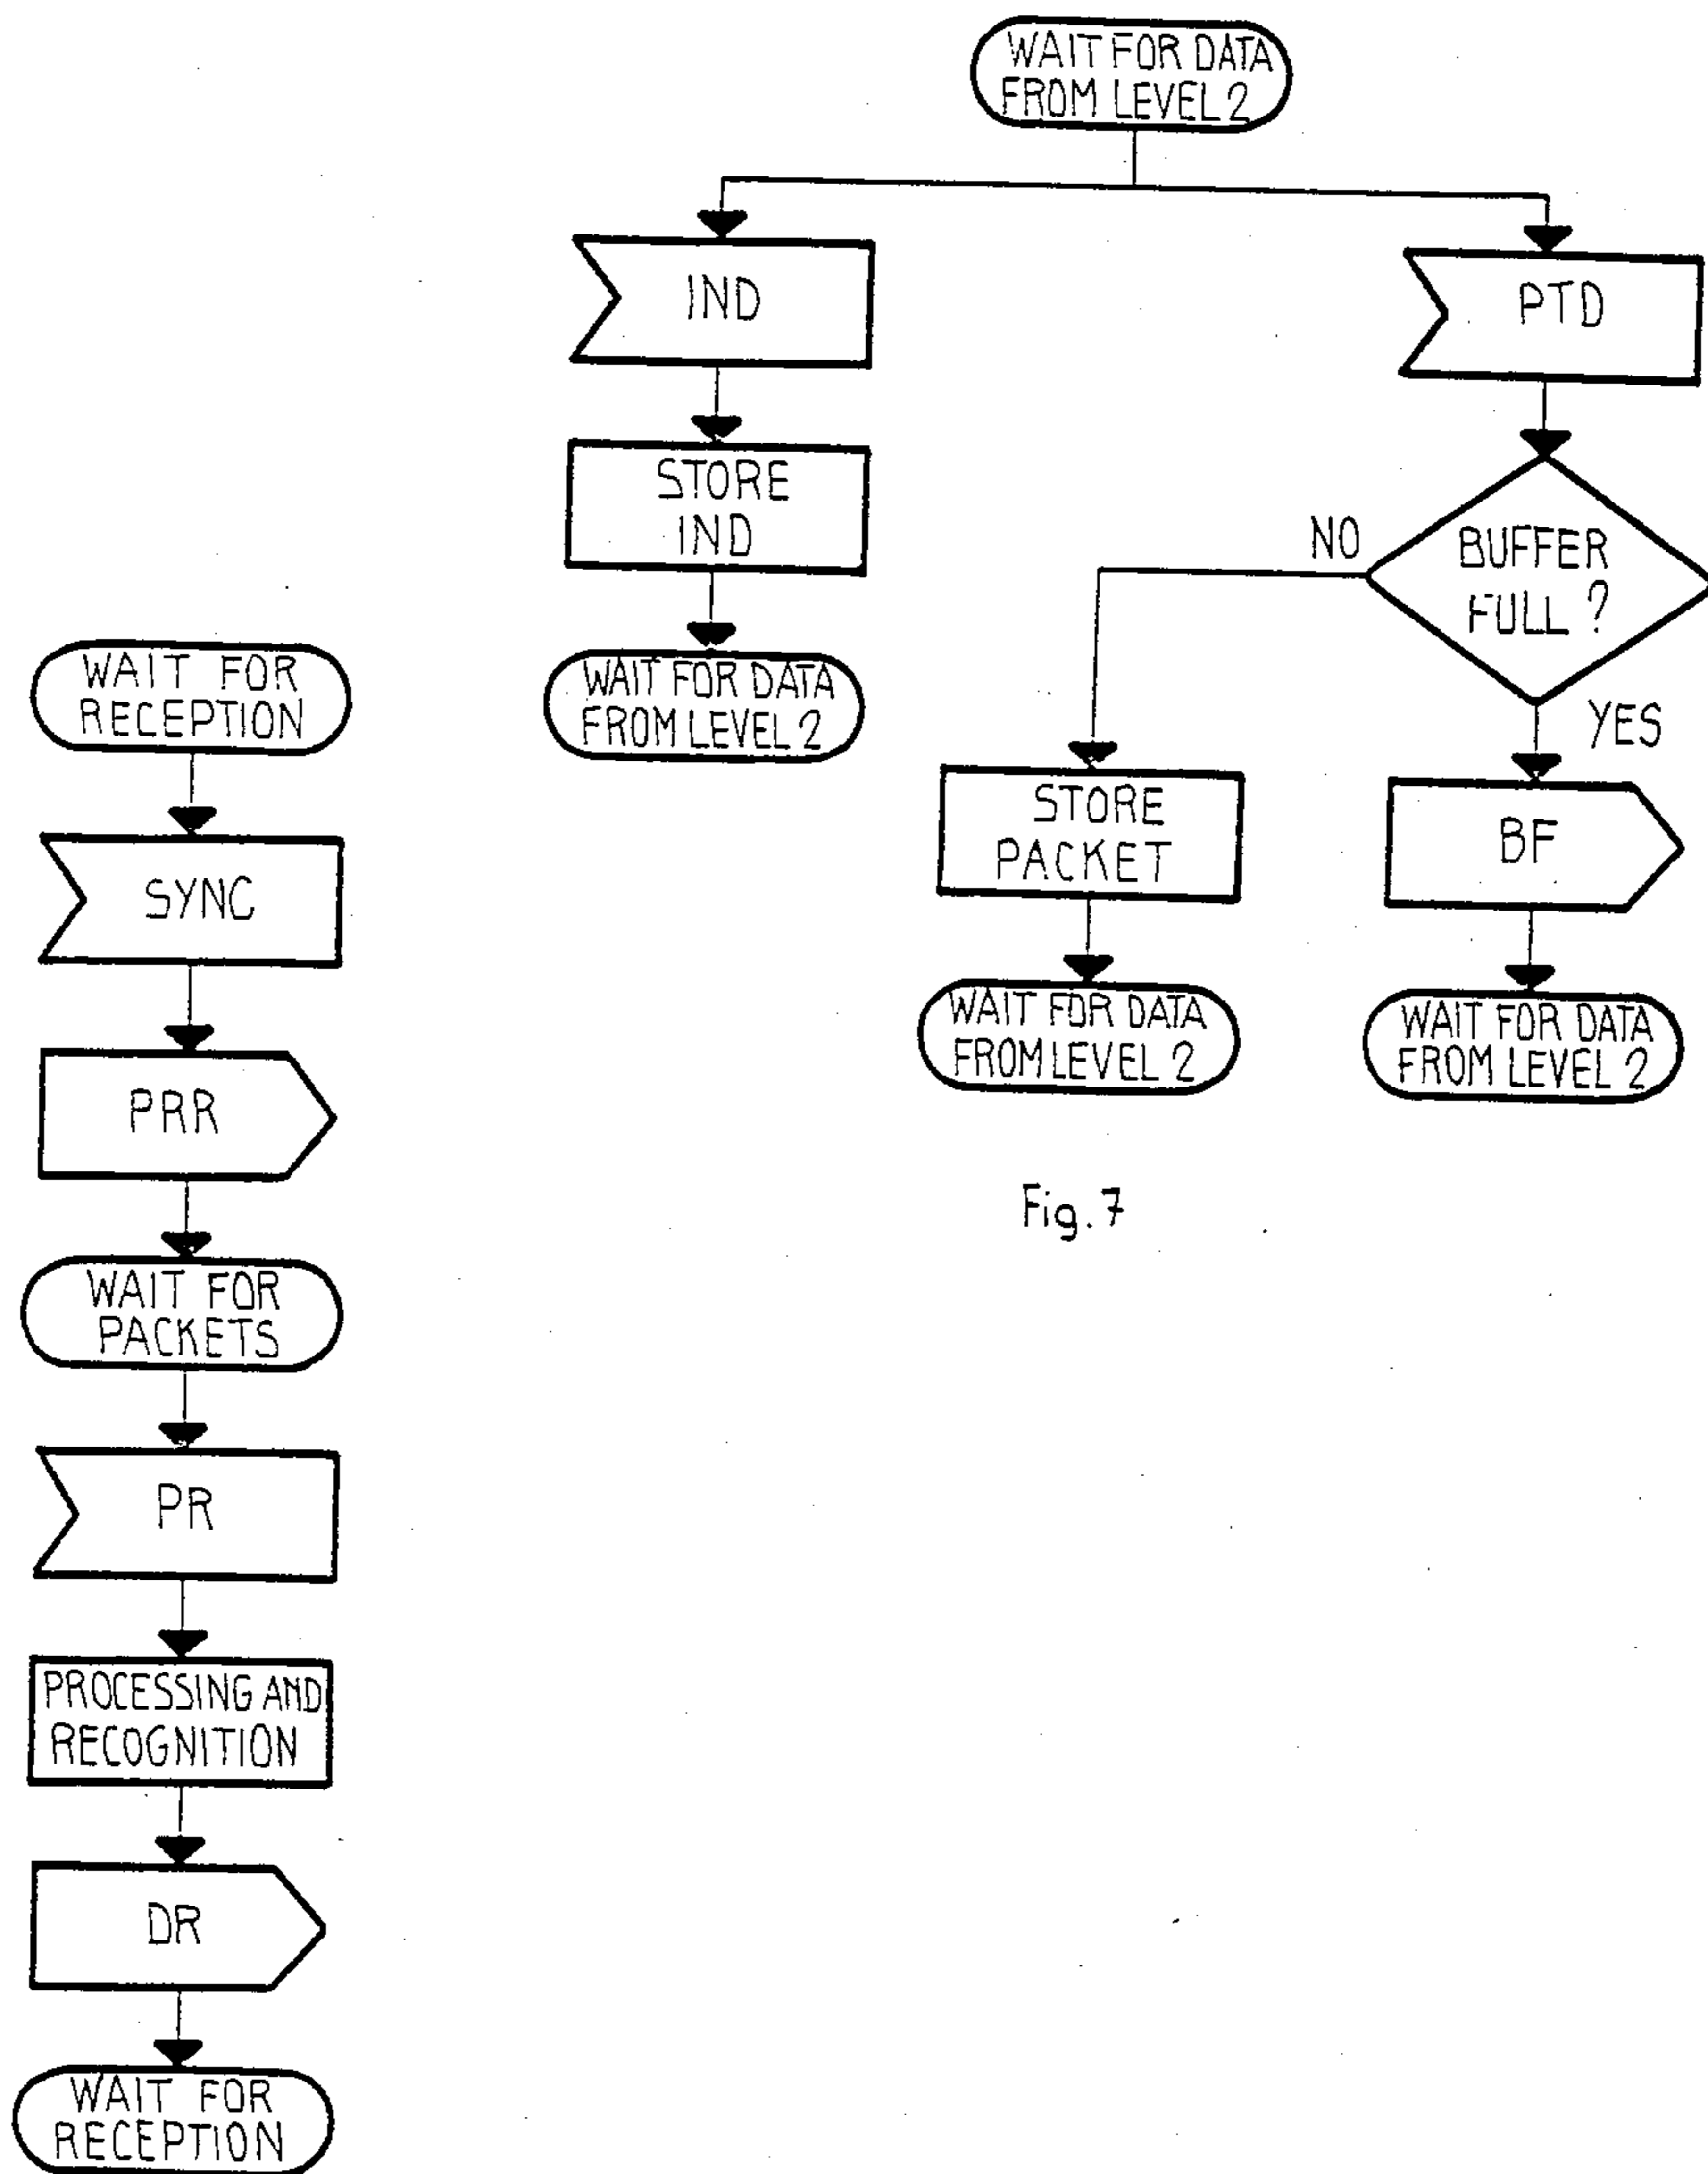 WAIT FOR DATA
FROM LEVEL 2
IND
PTD
STORE
IND
BUFFER
FULL ?
NO
YES
WAIT FOR DATA
FROM LEVEL 2
STORE
PACKET
BF
WAIT FOR DATA
FROM LEVEL 2
WAIT FOR DATA
FROM LEVEL 2
Fig. 7
WAIT FOR
RECEPTION
SYNC
PRR
WAIT FOR
PACKETS
PR
PROCESSING AND
RECOGNITION
DR
WAIT FOR
RECEPTION